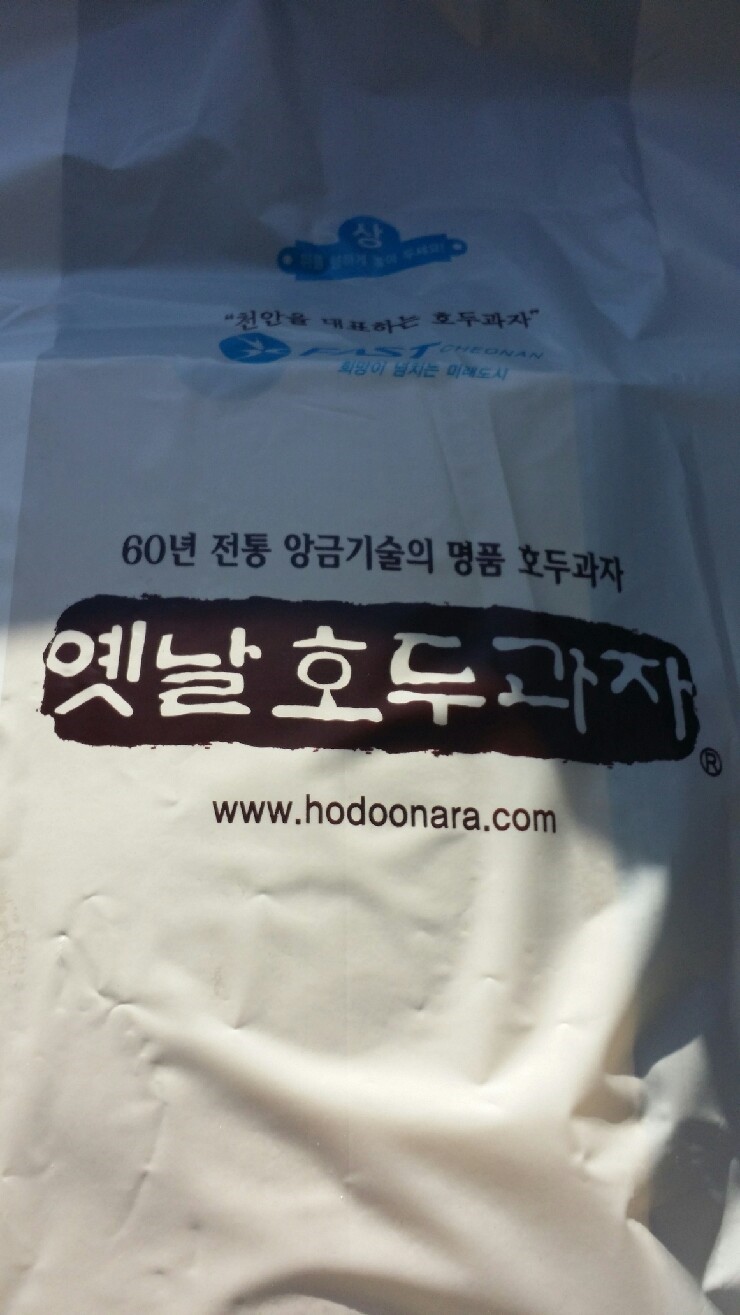 상
"천안을 대표하는 호두과자"
FAST CHEONAN
희망이 넘치는 미래도시
60년 전통 앙금기술의 명품 호두과자
옛날 호두과자
®
www.hodoonara.com